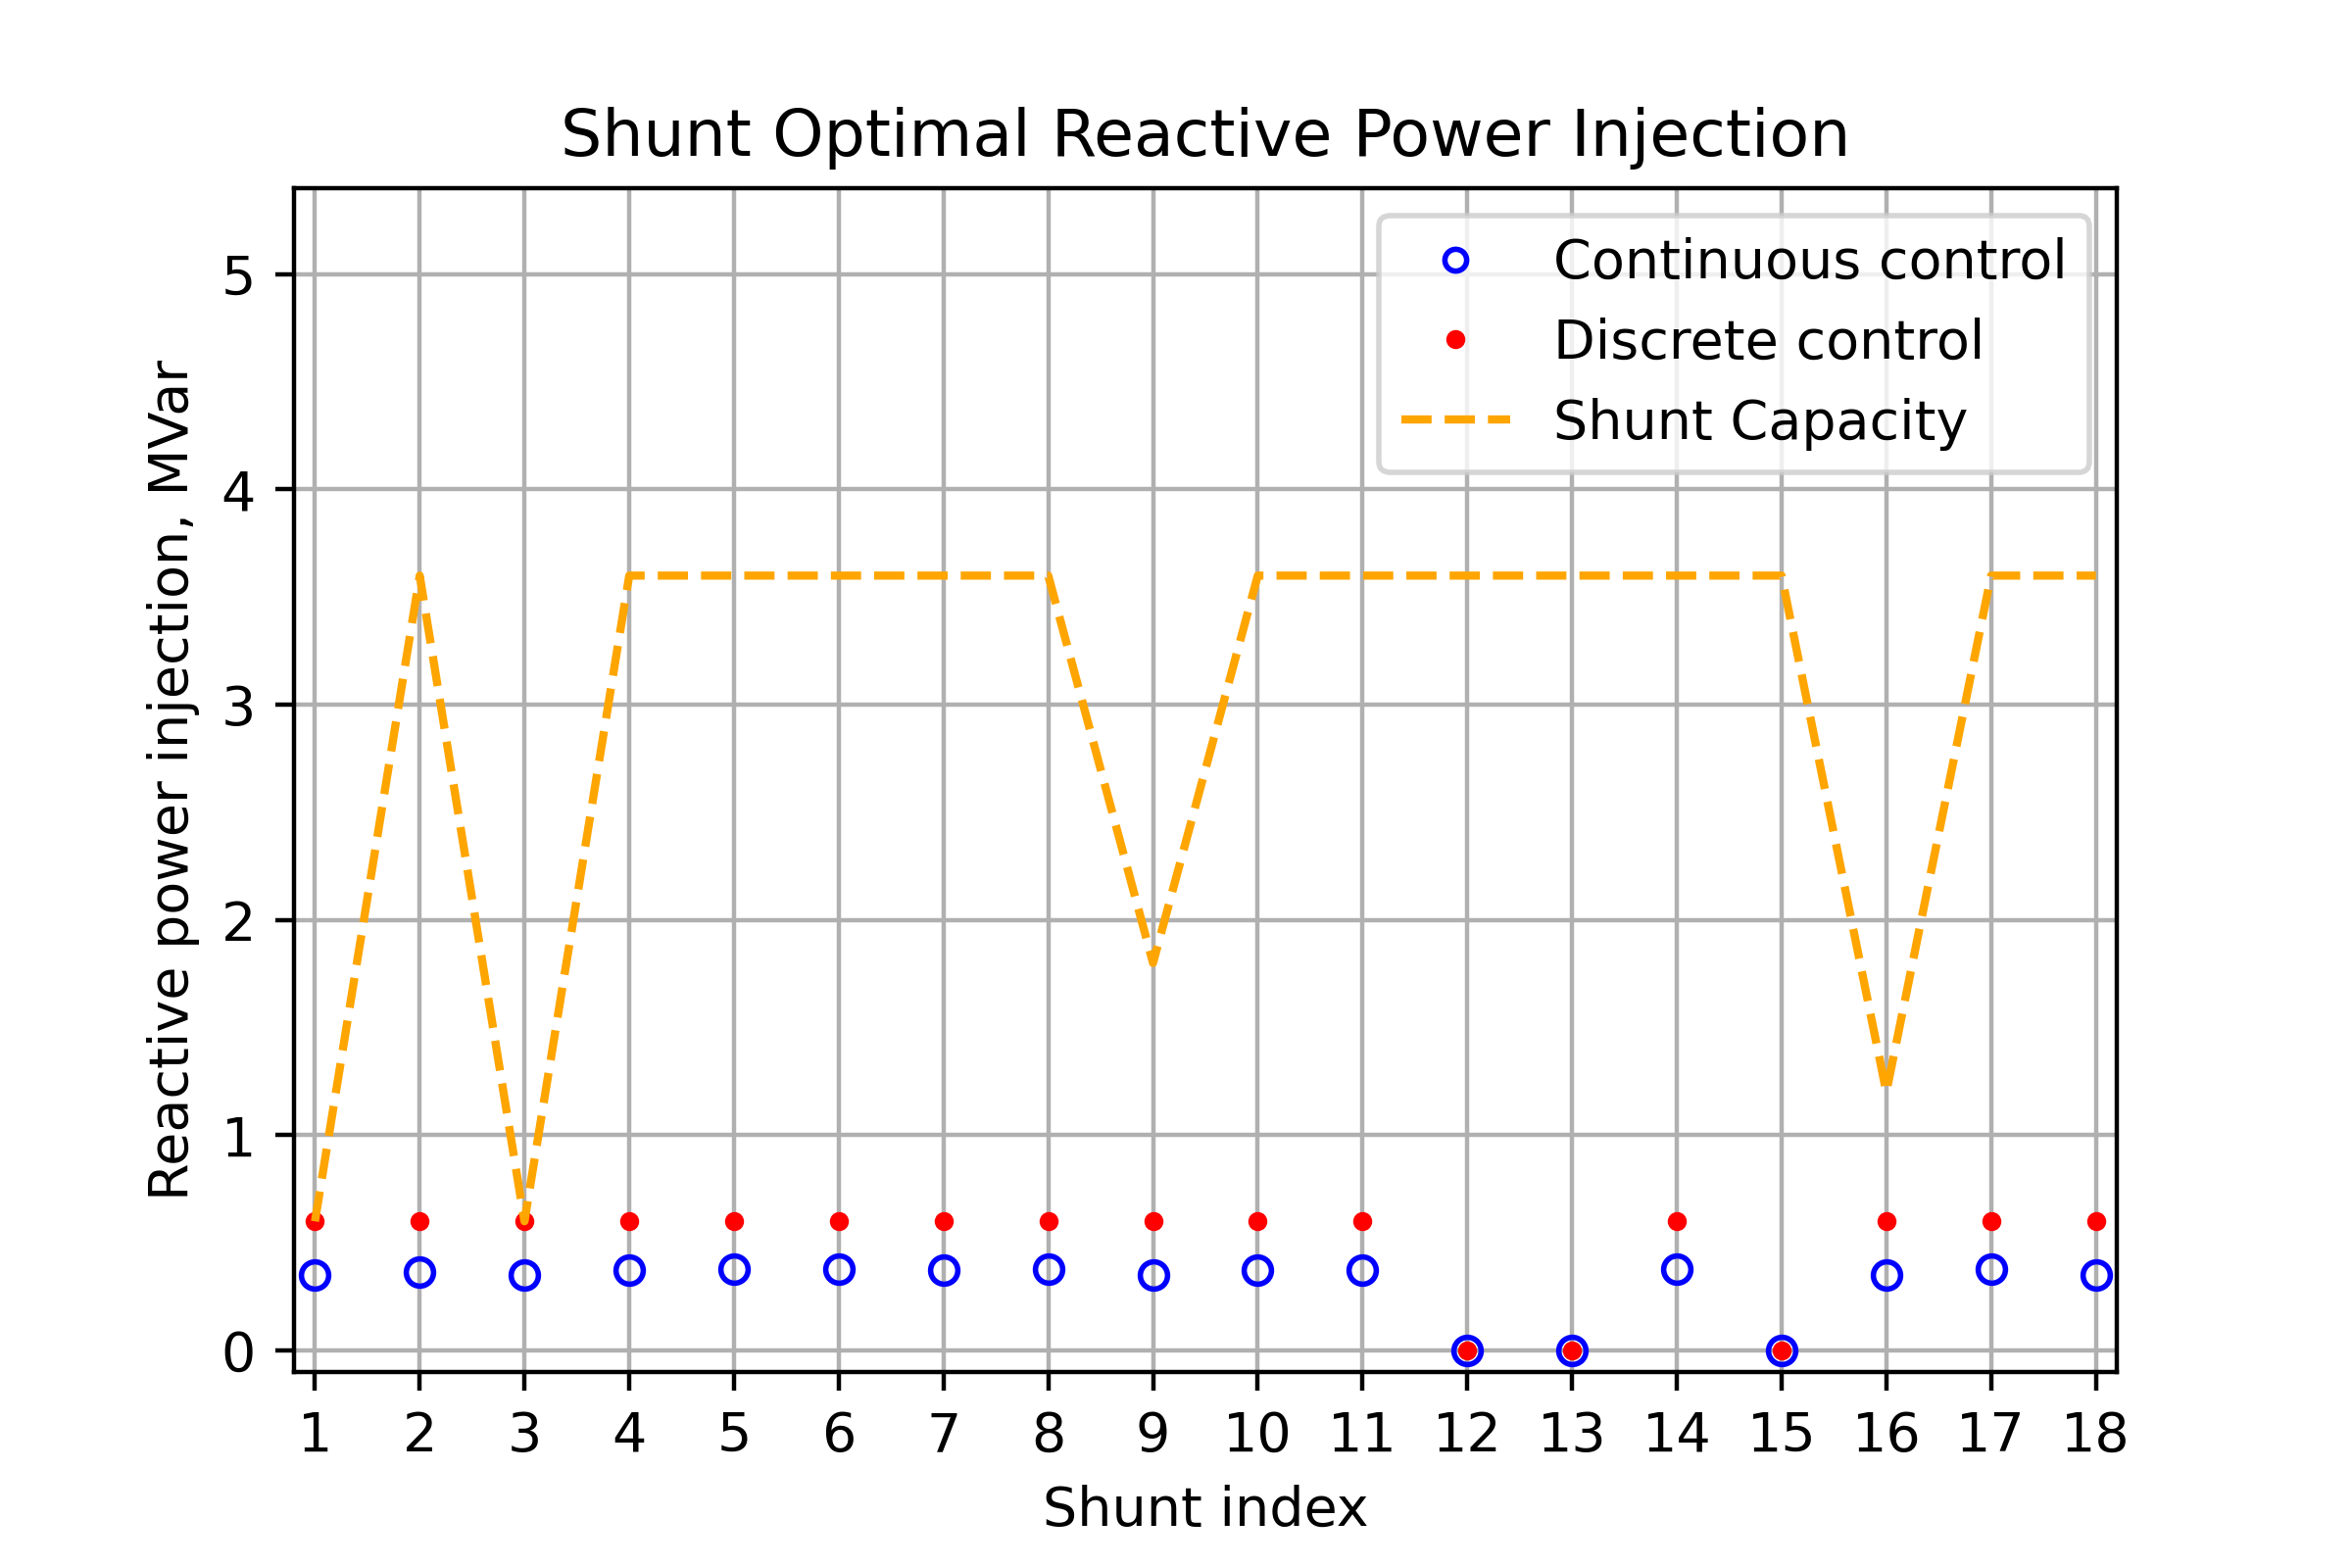 Shunt Optimal Reactive Power Injection
Continuous control
Discrete control
Shunt Capacity
Reactive power injection, MVar
5
4
3
2
1
0
1 2 3 4 5 6 7 8 9 10 11 12 13 14 15 16 17 18
Shunt index